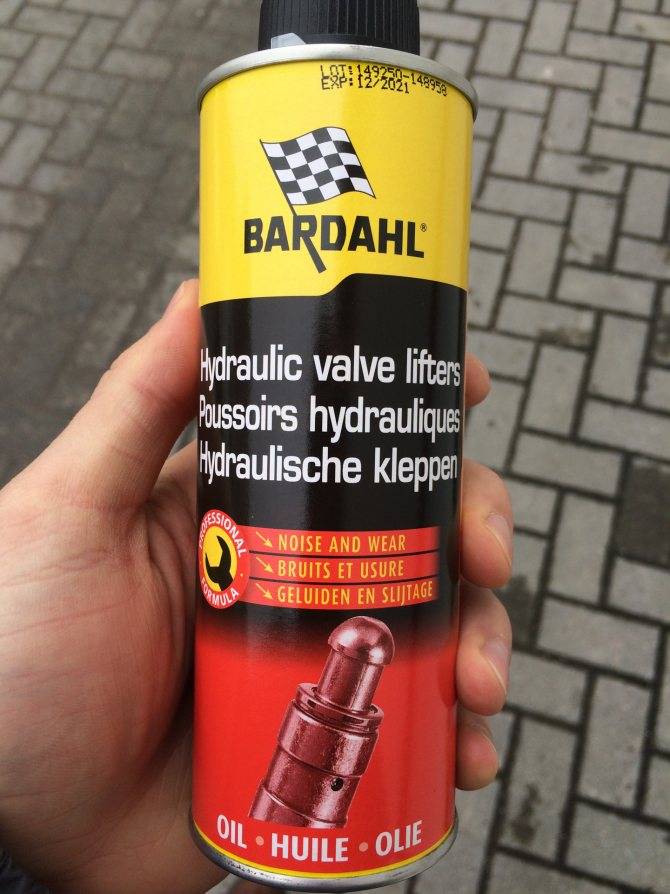 LOT:149250-148958
EXP:12/2021
BARDAHL®
Hydraulic valve lifters
Poussoirs hydrauliques
Hydraulische kleppen
PROFESSIONAL
FORMULA
NOISE AND WEAR
BRUITS ET USURE
GELUIDEN EN SLIJTAGE
OIL • HUILE • OLIE